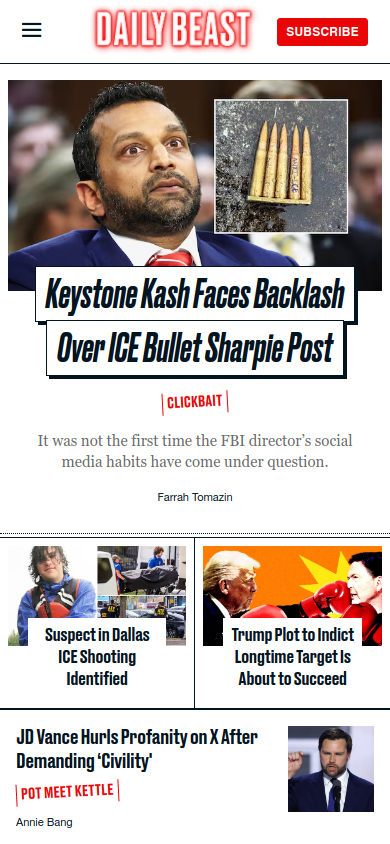 DAILY BEAST
SUBSCRIBE
Keystone Kash Faces Backlash
Over ICE Bullet Sharpie Post
CLICKBAIT
It was not the first time the FBI director’s social
media habits have come under question.
Farrah Tomazin
Suspect in Dallas
ICE Shooting
Identified
Trump Plot to Indict
Longtime Target Is
About to Succeed
JD Vance Hurls Profanity on X After
Demanding ‘Civility’
POT MEET KETTLE
Annie Bang